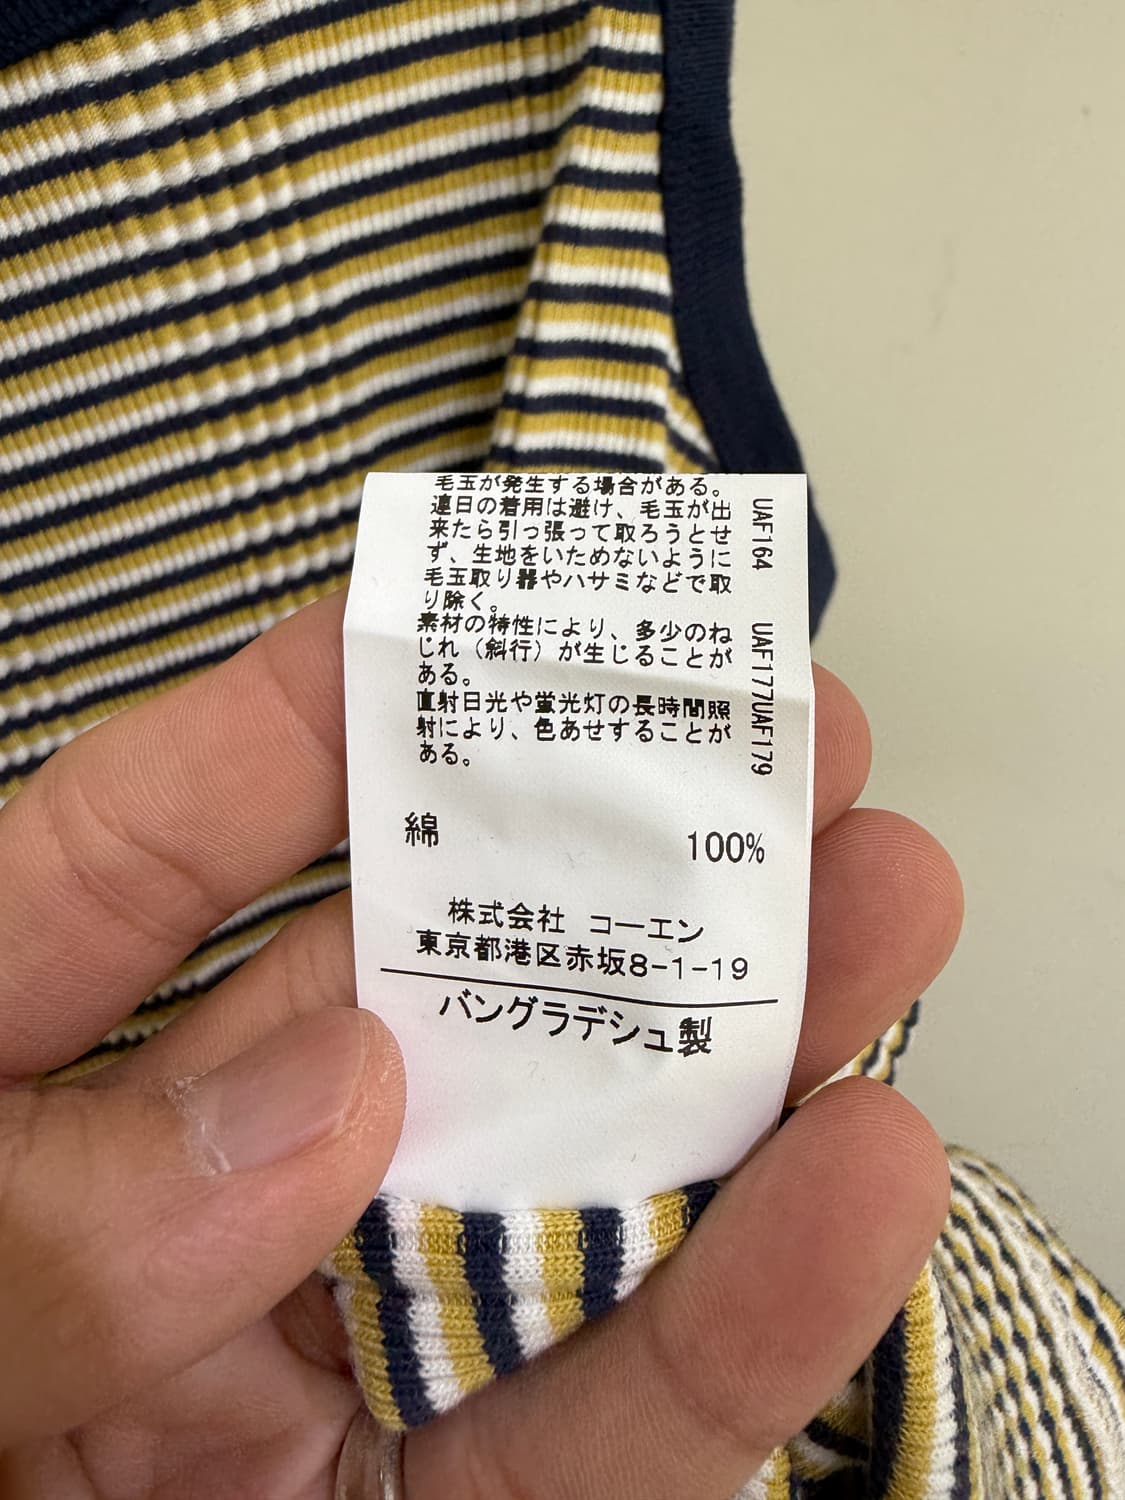 毛玉が発生する場合がある。
連日の着用は避け、毛玉が出
来たら引っ張って取ろうとせ
ず、生地をいためないように
毛玉取り器やハサミなどで取
り除く。
素材の特性により、多少のね
じれ（斜行）が生じることが
ある。
直射日光や蛍光灯の長時間照
射により、色あせすることが
ある。
UAF164
UAF177UAF179
綿 100%
株式会社 コーエン
東京都港区赤坂8-1-19
バングラデシュ製